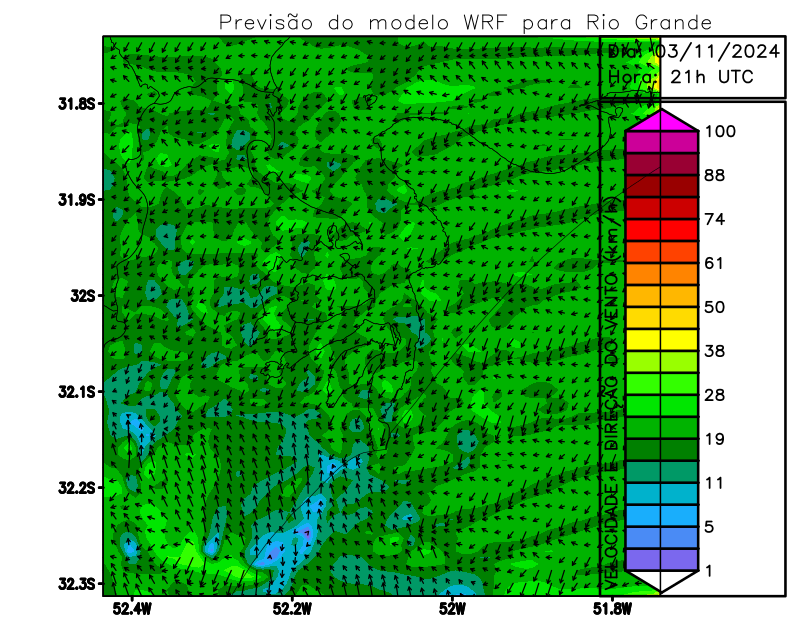 Previsão do modelo WRF para Rio Grande
Dia: 03/11/2024
Hora: 21h UTC
VELOCIDADE E DIREÇÃO DO VENTO (km/h)
100
88
74
61
50
38
28
19
11
5
1
31.8S
31.9S
32S
32.1S
32.2S
32.3S
52.4W
52.2W
52W
51.8W